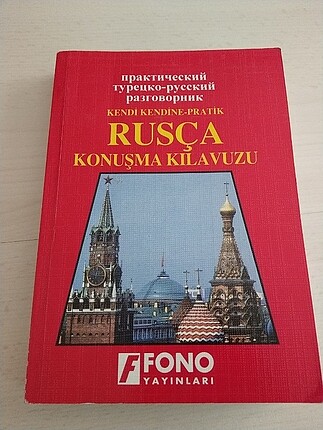 практический
турецко-русский
разговорник
KENDİ KENDİNE-PRATİK
RUSÇA
KONUŞMA KILAVUZU
FONO
YAYINLARI